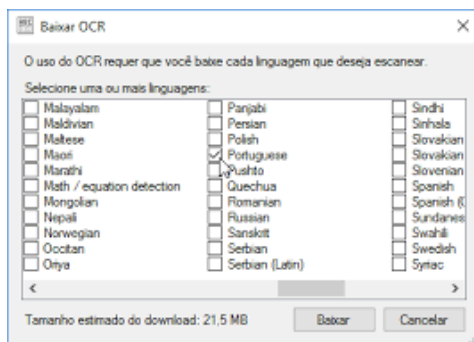 Baixar OCR
O uso do OCR requer que você baixe cada linguagem que deseja escanear.
Selecione uma ou mais linguagens:
Malayalam
Maldivian
Maltese
Maori
Marathi
Math / equation detection
Mongolian
Nepali
Norwegian
Occitan
Oriya
Panjabi
Persian
Polish
Portuguese
Pushto
Quechua
Romanian
Russian
Sanskrit
Serbian
Serbian (Latin)
Sindhi
Sinhala
Slovakian
Slovakian
Slovenian
Spanish
Spanish (
Sundanes
Swahili
Swedish
Syriac
Tamanho estimado do download: 21,5 MB
Baixar
Cancelar